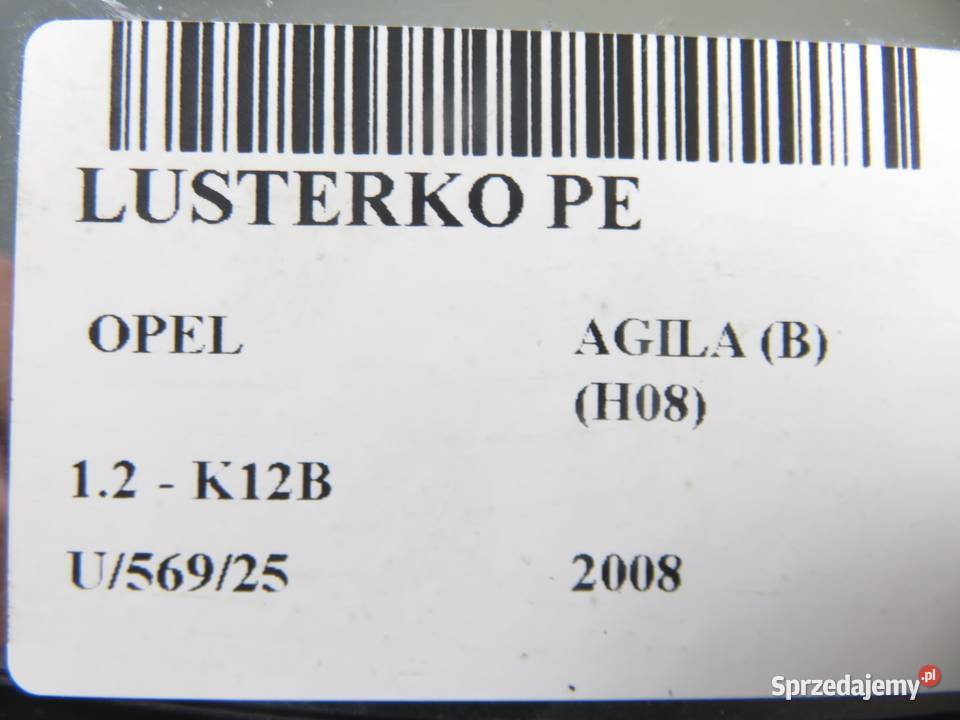 LUSTERKO PE
OPEL AGILA (B)
(H08)
1.2 - K12B
U/569/25 2008
Sprzedajemy.pl